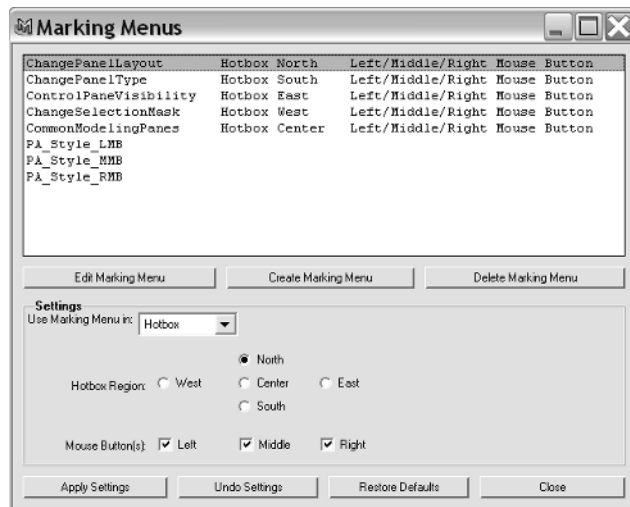 Marking Menus
ChangePanelLayout Hotbox North Left/Middle/Right Mouse Button
ChangePanelType Hotbox South Left/Middle/Right Mouse Button
ControlPaneVisibility Hotbox East Left/Middle/Right Mouse Button
ChangeSelectionMask Hotbox West Left/Middle/Right Mouse Button
CommonModelingPanes Hotbox Center Left/Middle/Right Mouse Button
PA_Style_LMB
PA_Style_MMB
PA_Style_RMB
Edit Marking Menu Create Marking Menu Delete Marking Menu
Settings
Use Marking Menu in: Hotbox
North
Hotbox Region: West Center East
South
Mouse Button(s): Left Middle Right
Apply Settings Undo Settings Restore Defaults Close